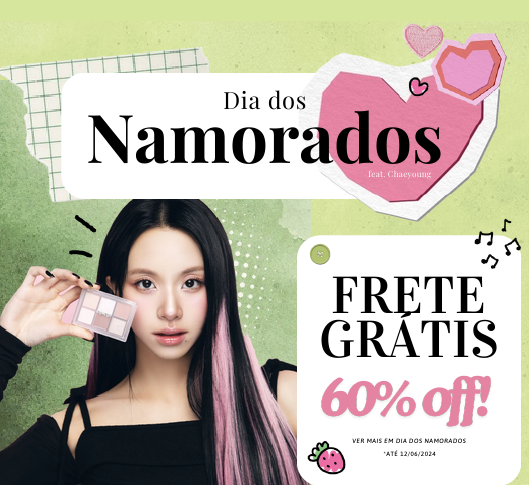 Dia dos
Namorados
feat. Chaeyoung
FRETE
GRÁTIS
60% off!
VER MAIS EM DIA DOS NAMORADOS
*ATÉ 12/06/2024